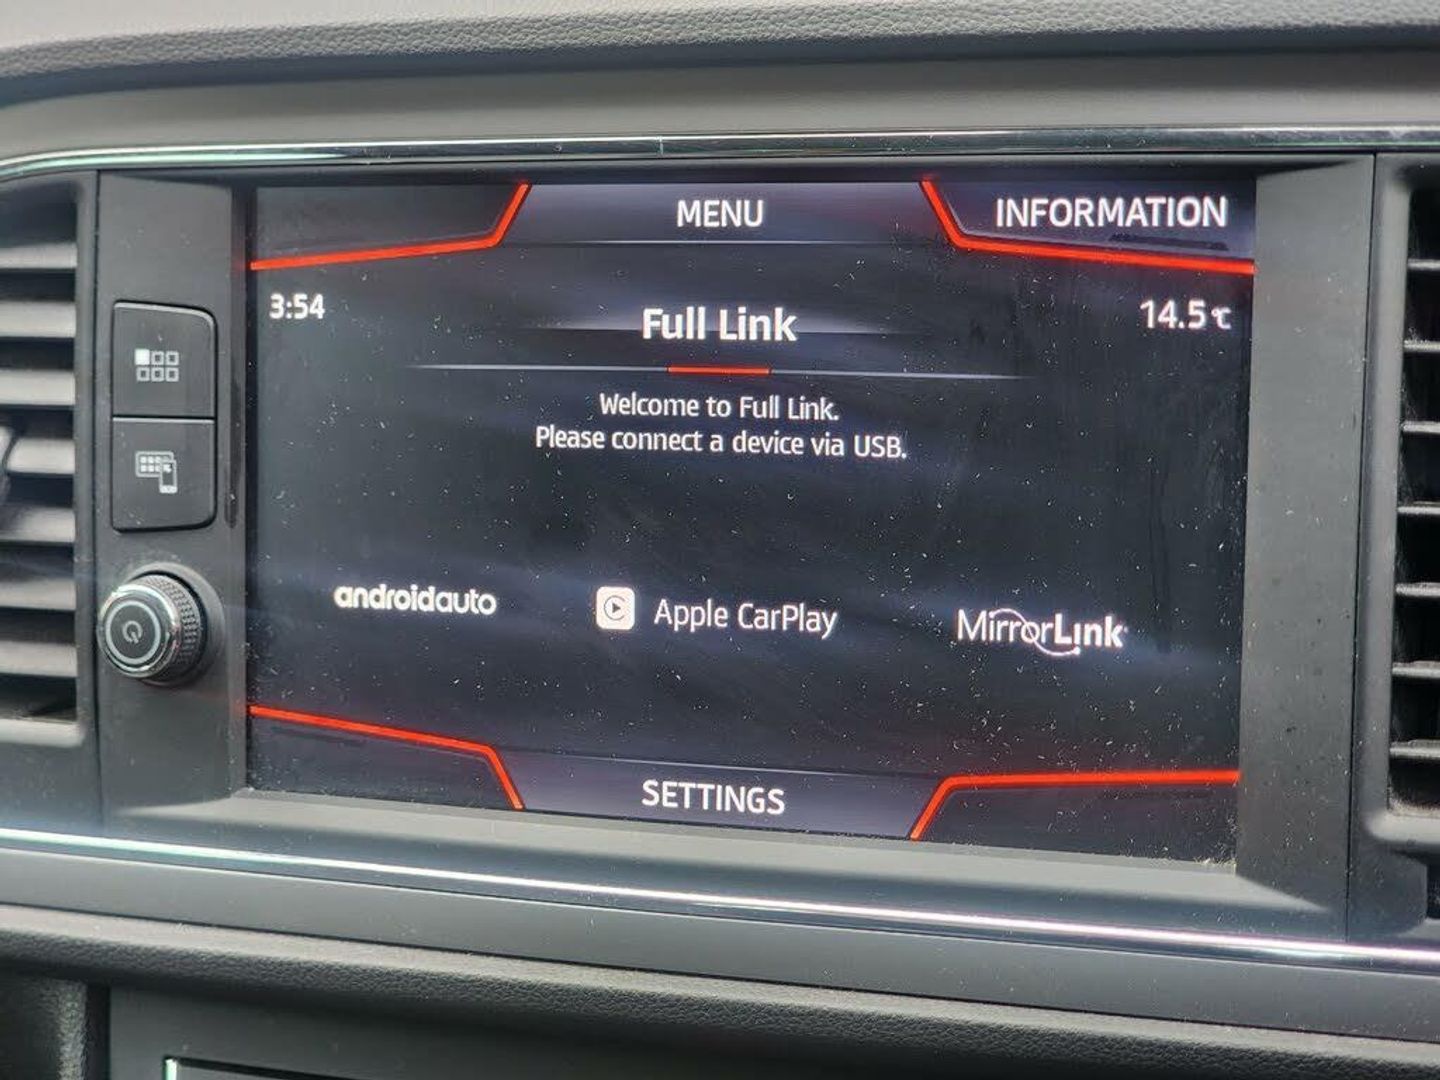 MENU
INFORMATION
3:54
14.5℃
Full Link
Welcome to Full Link.
Please connect a device via USB.
androidauto
Apple CarPlay
MirrorLink
SETTINGS